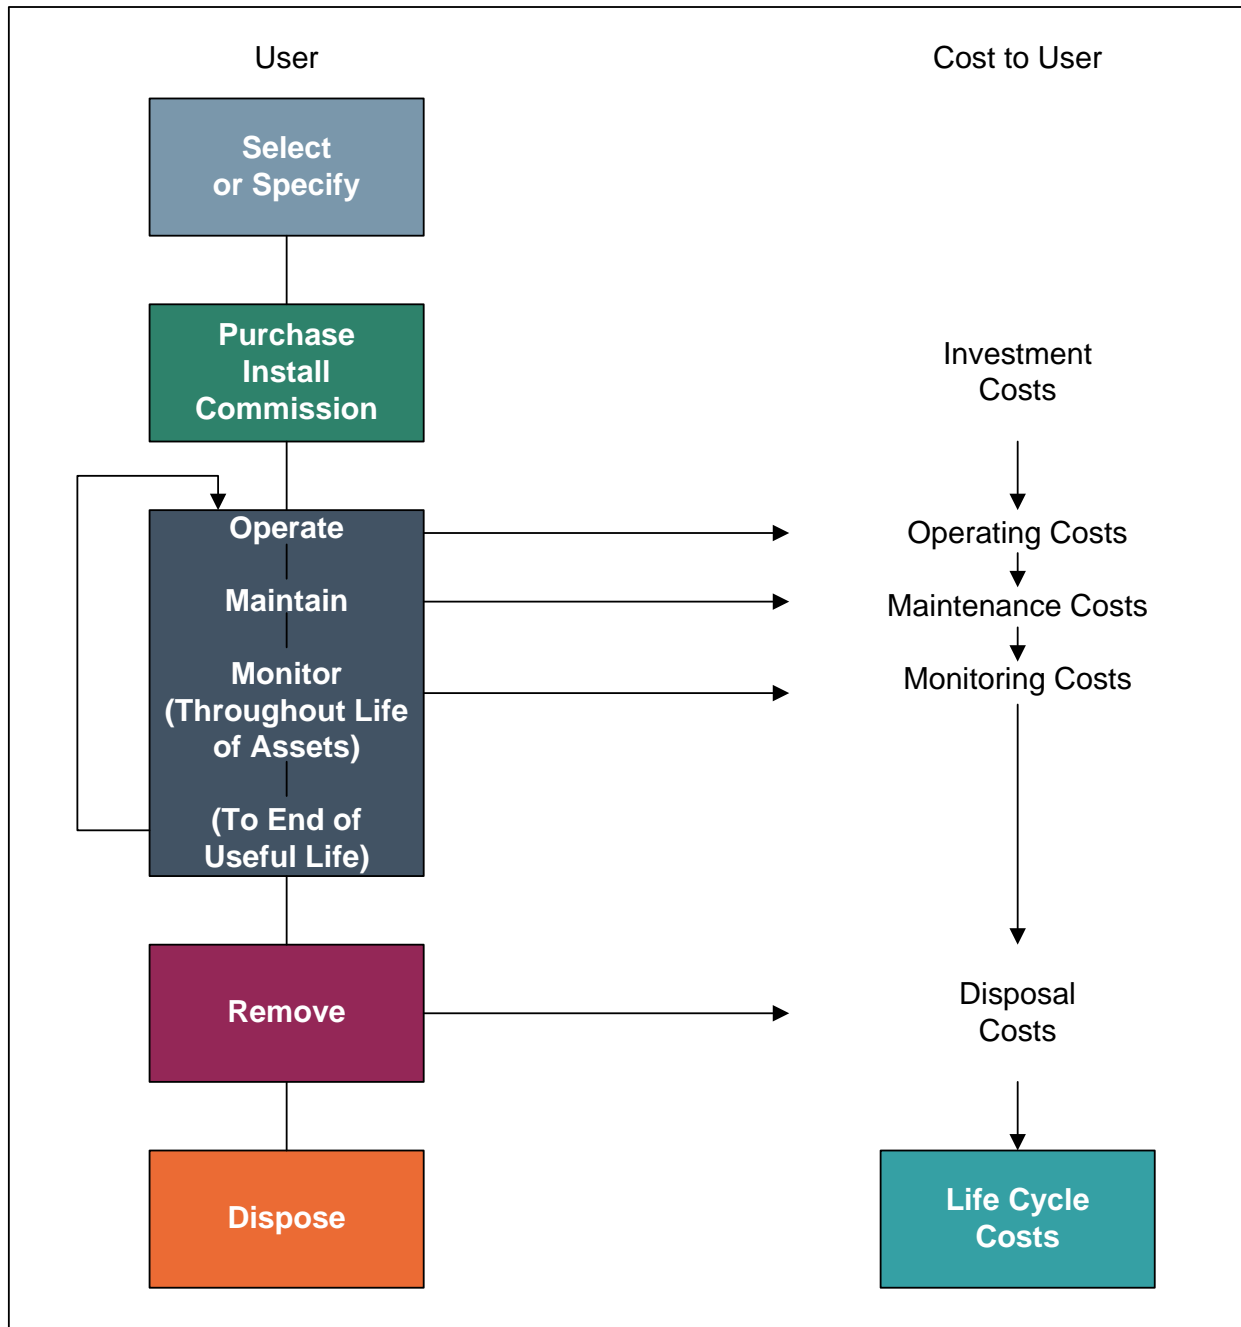 User
Cost to User
Select
or Specify
Purchase
Install
Commission
Investment
Costs
Operate
Operating Costs
Maintain
Maintenance Costs
Monitor
(Throughout Life
of Assets)
Monitoring Costs
(To End of
Useful Life)
Remove
Disposal
Costs
Dispose
Life Cycle
Costs